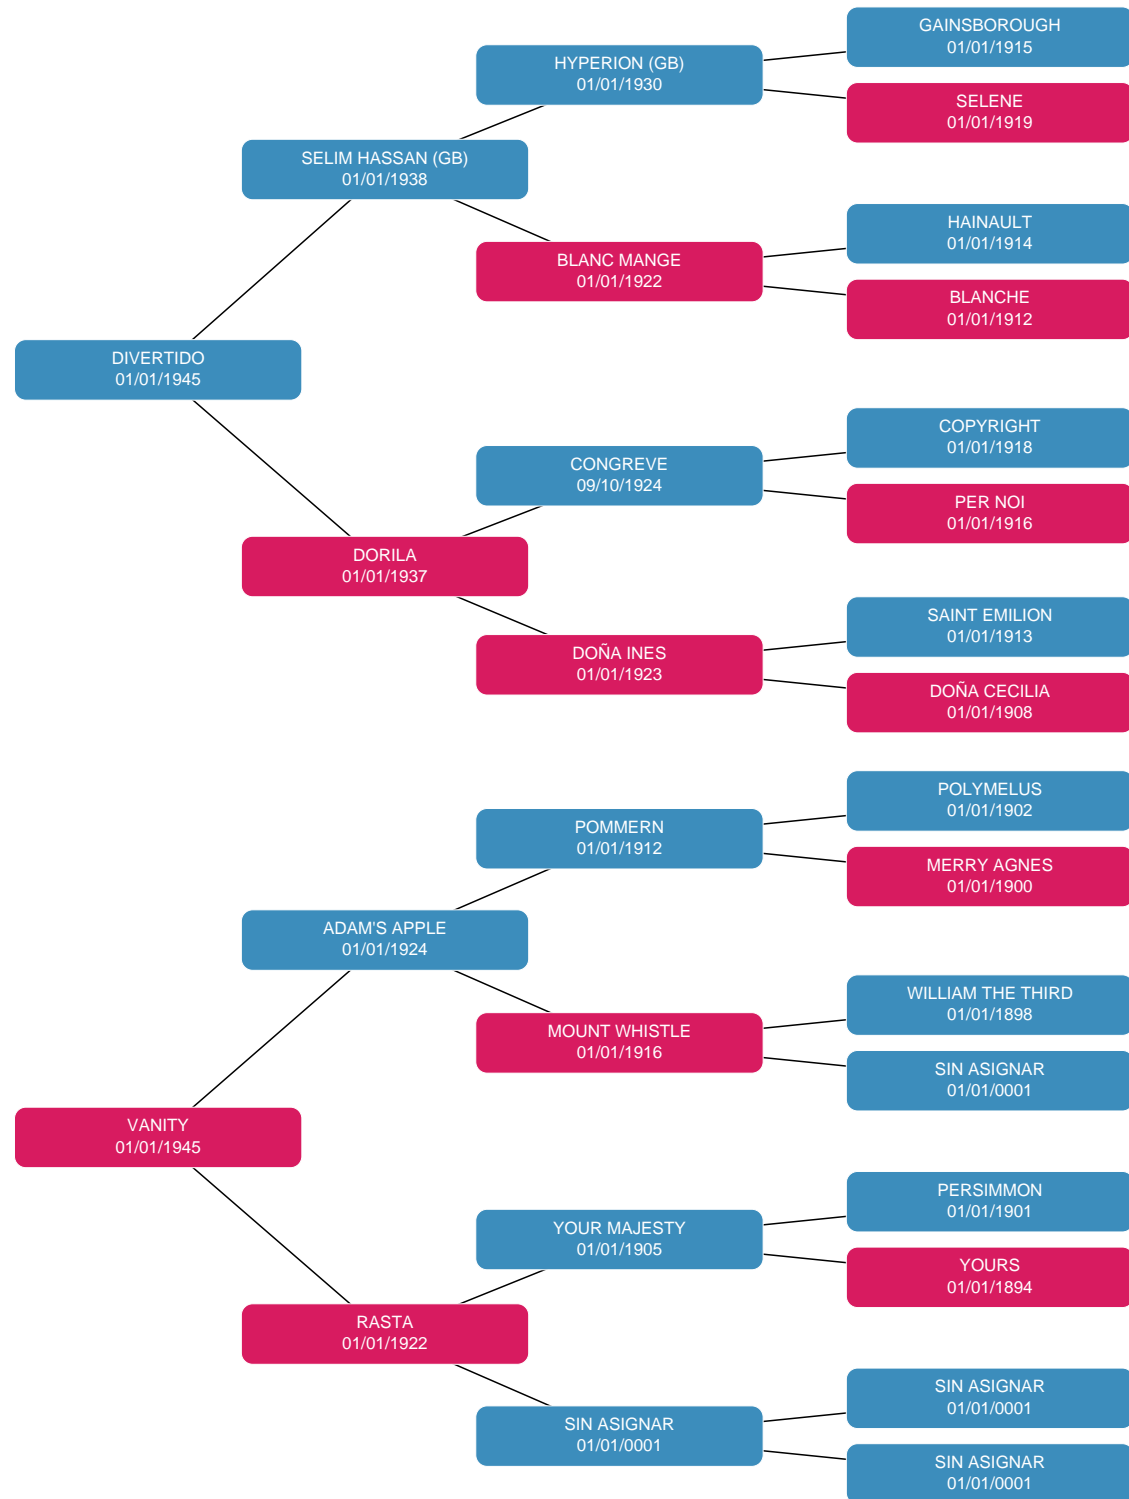 GAINSBOROUGH
01/01/1915
HYPERION (GB)
01/01/1930
SELENE
01/01/1919
SELIM HASSAN (GB)
01/01/1938
HAINAULT
01/01/1914
BLANC MANGE
01/01/1922
BLANCHE
01/01/1912
DIVERTIDO
01/01/1945
COPYRIGHT
01/01/1918
CONGREVE
09/10/1924
PER NOI
01/01/1916
DORILA
01/01/1937
SAINT EMILION
01/01/1913
DOÑA INES
01/01/1923
DOÑA CECILIA
01/01/1908
POLYMELUS
01/01/1902
POMMERN
01/01/1912
MERRY AGNES
01/01/1900
ADAM'S APPLE
01/01/1924
WILLIAM THE THIRD
01/01/1898
MOUNT WHISTLE
01/01/1916
SIN ASIGNAR
01/01/0001
VANITY
01/01/1945
PERSIMMON
01/01/1901
YOUR MAJESTY
01/01/1905
YOURS
01/01/1894
RASTA
01/01/1922
SIN ASIGNAR
01/01/0001
SIN ASIGNAR
01/01/0001
SIN ASIGNAR
01/01/0001